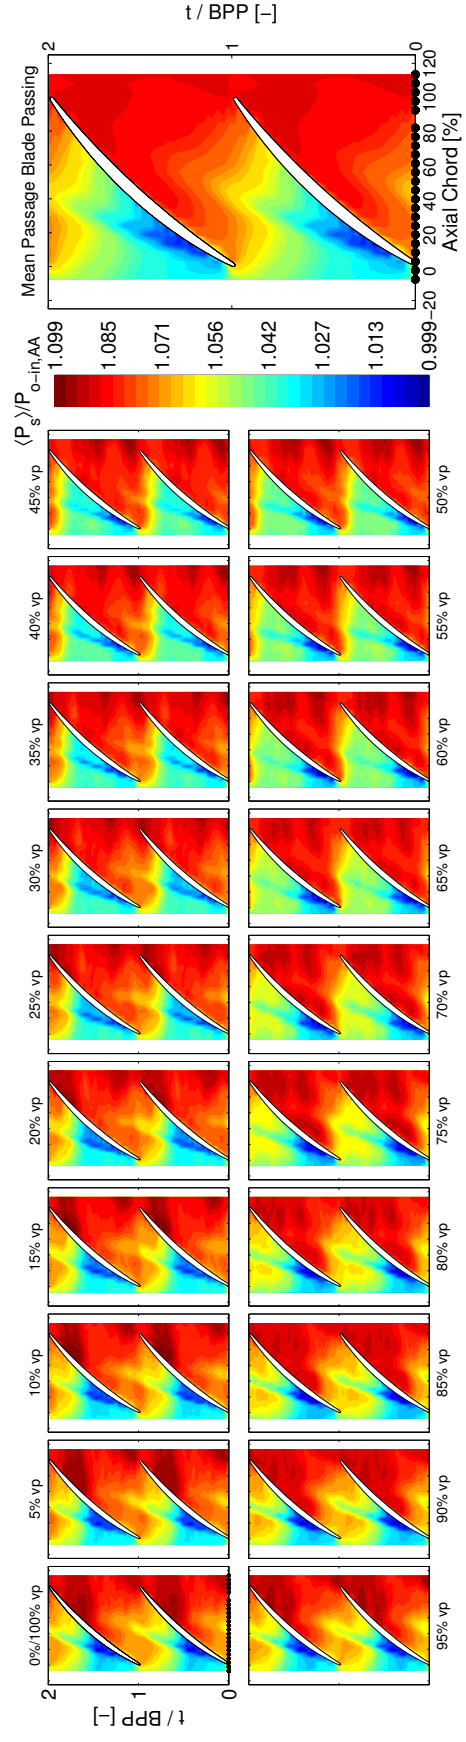 0%/100% vp
5% vp
10% vp
15% vp
20% vp
25% vp
30% vp
35% vp
40% vp
45% vp
2
1
0
t / BPP [−]
95% vp
90% vp
85% vp
80% vp
75% vp
70% vp
65% vp
60% vp
55% vp
50% vp
⟨P_s⟩/P_0−in,AA
1.099
1.085
1.071
1.056
1.042
1.027
1.013
0.999
Mean Passage Blade Passing
2
1
0
t / BPP [−]
−20 0 20 40 60 80 100 120
Axial Chord [%]